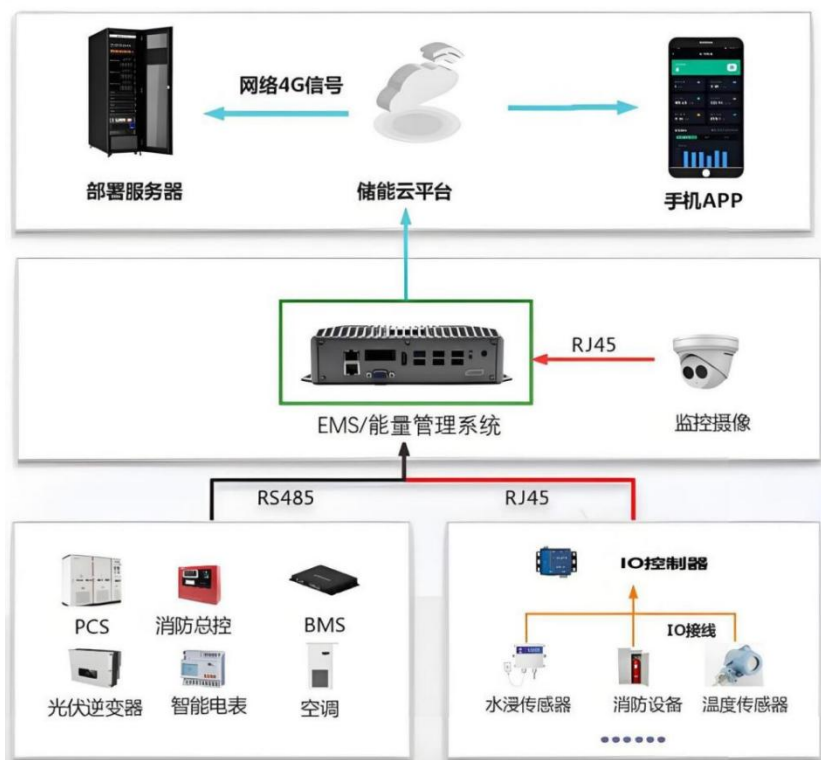 网络4G信号
部署服务器
储能云平台
手机APP
RJ45
EMS/能量管理系统
监控摄像
RS485
RJ45
PCS
消防总控
BMS
光伏逆变器
智能电表
空调
IO控制器
IO接线
水浸传感器
消防设备
温度传感器